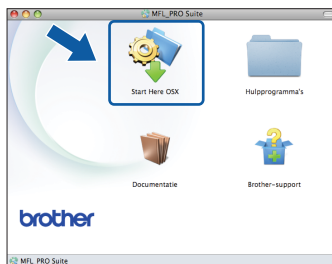 MFL_PRO Suite
Start Here OSX
Hulpprogramma's
Documentatie
Brother-support
brother
MFL_PRO Suite